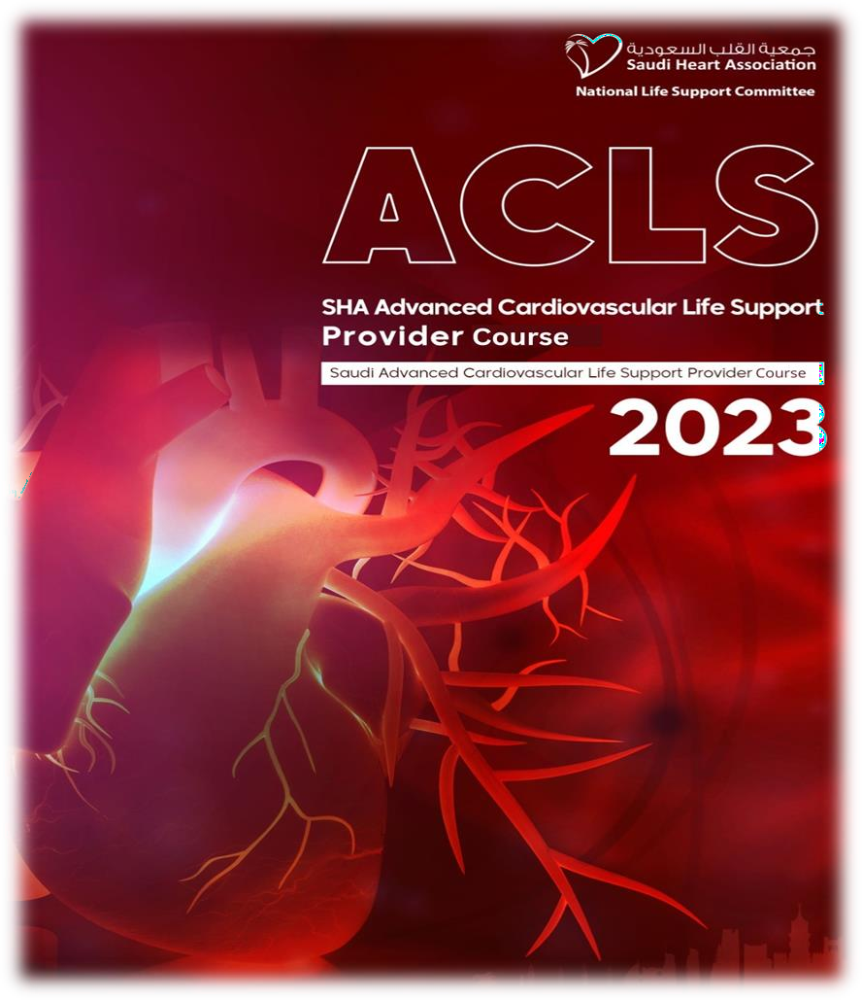 جمعية القلب السعودية
Saudi Heart Association
National Life Support Committee
ACLS
SHA Advanced Cardiovascular Life Support
Provider Course
Saudi Advanced Cardiovascular Life Support Provider Course
2023